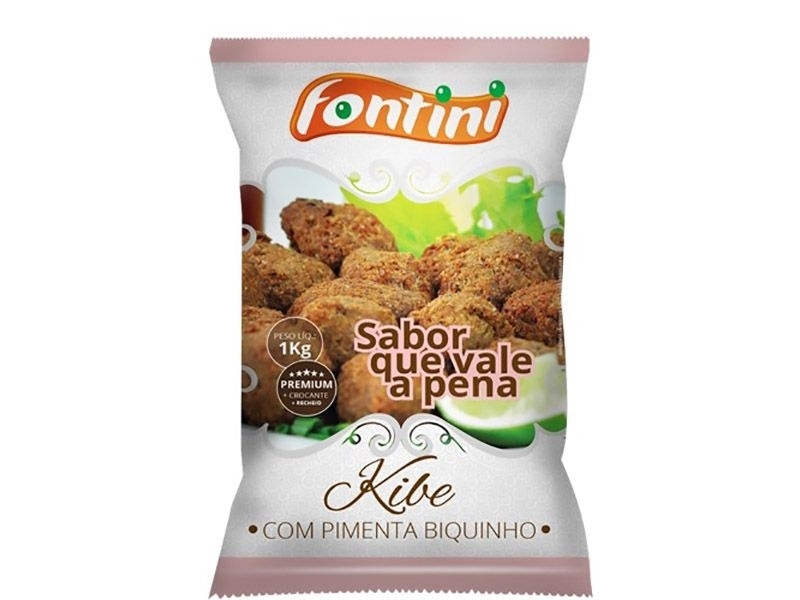 fontini
PESO LÍQ.:
1Kg
PREMIUM
+ CROCANTE
+ RECHEIO
Sabor
que vale
a pena
Kibe
• COM PIMENTA BIQUINHO •